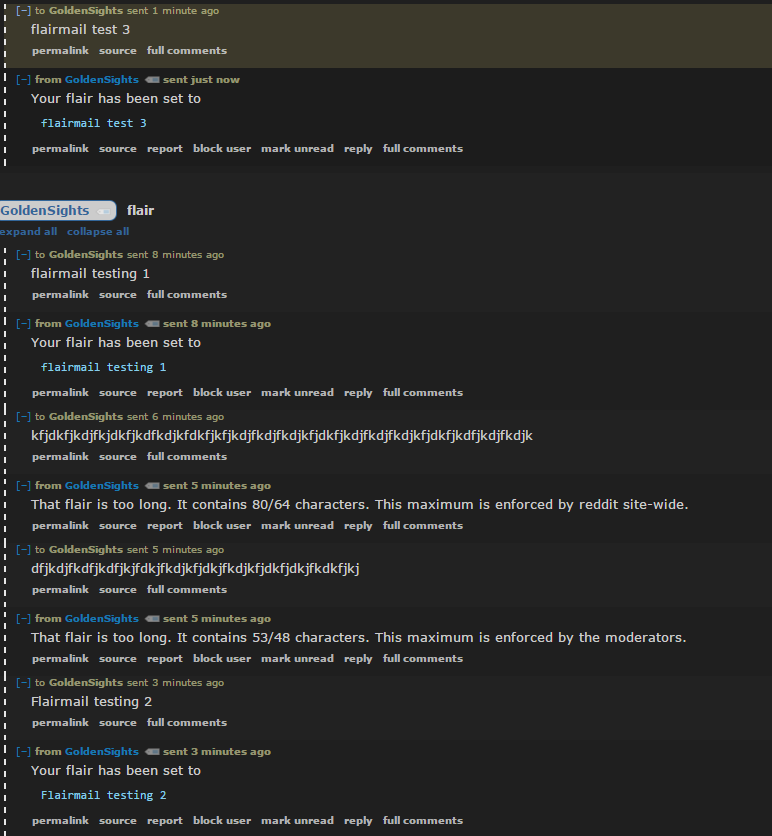 [−] to GoldenSights sent 1 minute ago
flairmail test 3
permalink source full comments
[−] from GoldenSights sent just now
Your flair has been set to
flairmail test 3
permalink source report block user mark unread reply full comments
GoldenSights flair
expand all collapse all
[−] to GoldenSights sent 8 minutes ago
flairmail testing 1
permalink source full comments
[−] from GoldenSights sent 8 minutes ago
Your flair has been set to
flairmail testing 1
permalink source report block user mark unread reply full comments
[−] to GoldenSights sent 6 minutes ago
permalink source full comments
[−] from GoldenSights sent 5 minutes ago
That flair is too long. It contains 80/64 characters. This maximum is enforced by reddit site-wide.
permalink source report block user mark unread reply full comments
[−] to GoldenSights sent 5 minutes ago
permalink source full comments
[−] from GoldenSights sent 5 minutes ago
That flair is too long. It contains 53/48 characters. This maximum is enforced by the moderators.
permalink source report block user mark unread reply full comments
[−] to GoldenSights sent 3 minutes ago
Flairmail testing 2
permalink source full comments
[−] from GoldenSights sent 3 minutes ago
Your flair has been set to
Flairmail testing 2
permalink source report block user mark unread reply full comments